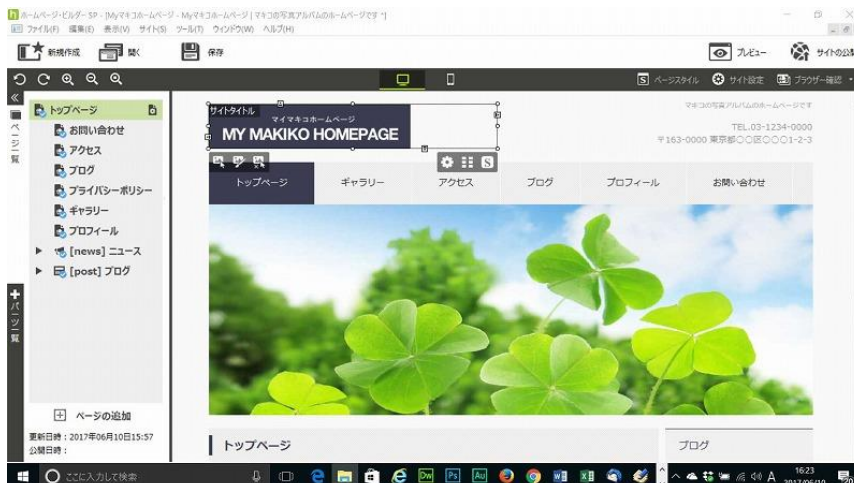 ホームページ・ビルダー SP - [Myマキコホームページ - Myマキコホームページ | マキコの写真アルバムのホームページです *]
ファイル(F) 編集(E) 表示(V) サイト(S) ツール(T) ウィンドウ(W) ヘルプ(H)
新規作成 開く 保存 プレビュー サイトの公開
S ページスタイル サイト設定 ブラウザー確認
ページ一覧
トップページ
お問い合わせ
アクセス
ブログ
プライバシーポリシー
ギャラリー
プロフィール
[news] ニュース
[post] ブログ
パーツ一覧
ページの追加
更新日時：2017年06月10日15:57
公開日時：
サイトタイトル
マイマキコホームページ
MY MAKIKO HOMEPAGE
マキコの写真アルバムのホームページです
TEL.03-1234-0000
〒163-0000 東京都○○区○○○1-2-3
トップページ ギャラリー アクセス ブログ プロフィール お問い合わせ
トップページ
ブログ
ここに入力して検索
Dw Ps Au
A 16:23
2017/06/10
20